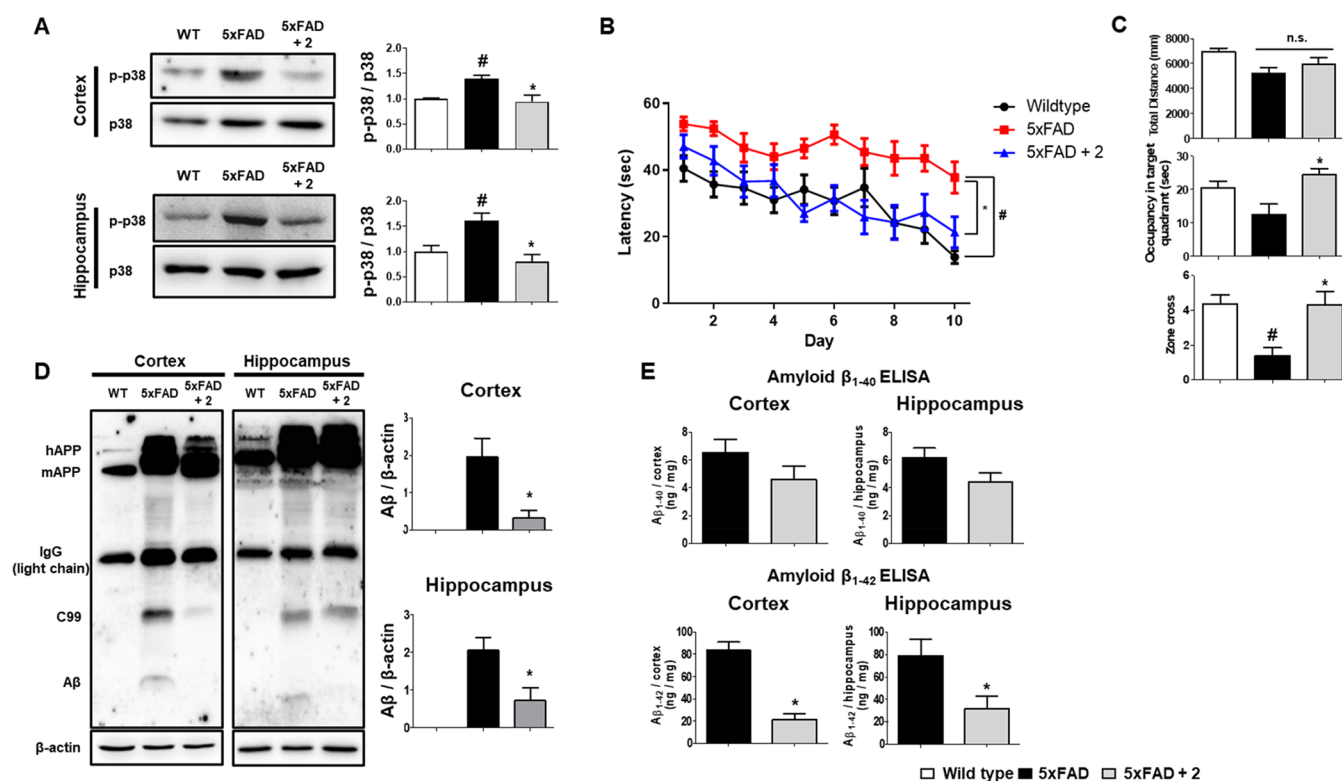 A
WT
5xFAD
5xFAD
+ 2
Cortex
p-p38
p38
p-p38 / p38
2.0
1.5
1.0
0.5
0.0
#
*
WT
5xFAD
5xFAD
+ 2
Hippocampus
p-p38
p38
p-p38 / p38
2.0
1.5
1.0
0.5
0.0
#
*
B
Latency (sec)
60
40
20
0
2
4
6
8
10
Day
Wildtype
5xFAD
5xFAD + 2
*
#
C
Total Distance (mm)
8000
6000
4000
2000
0
n.s.
Occupancy in target
quadrant (sec)
40
20
0
*
Zone cross
6
4
2
0
#
*
D
Cortex
Hippocampus
WT
5xFAD
5xFAD
+ 2
WT
5xFAD
5xFAD
+ 2
hAPP
mAPP
IgG
(light chain)
C99
Aβ
β-actin
Cortex
Aβ / β-actin
3
2
1
0
*
Hippocampus
Aβ / β-actin
3
2
1
0
*
E
Amyloid β1-40 ELISA
Cortex
Aβ1-40 / cortex
(ng / mg)
8
6
4
2
0
Hippocampus
Aβ1-40 / hippocampus
(ng / mg)
8
6
4
2
0
Amyloid β1-42 ELISA
Cortex
Aβ1-42 / cortex
(ng / mg)
100
80
60
40
20
0
*
Hippocampus
Aβ1-42 / hippocampus
(ng / mg)
100
80
60
40
20
0
*
Wild type
5xFAD
5xFAD + 2